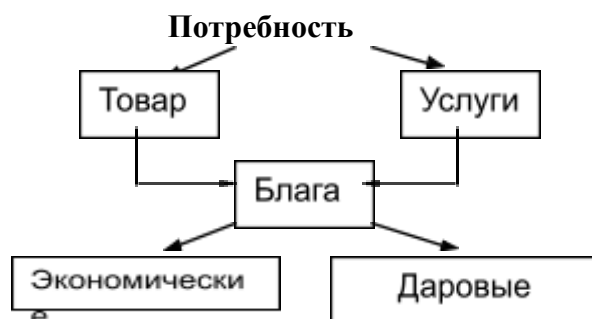 Потребность
Товар
Услуги
Блага
Экономически
е
Даровые